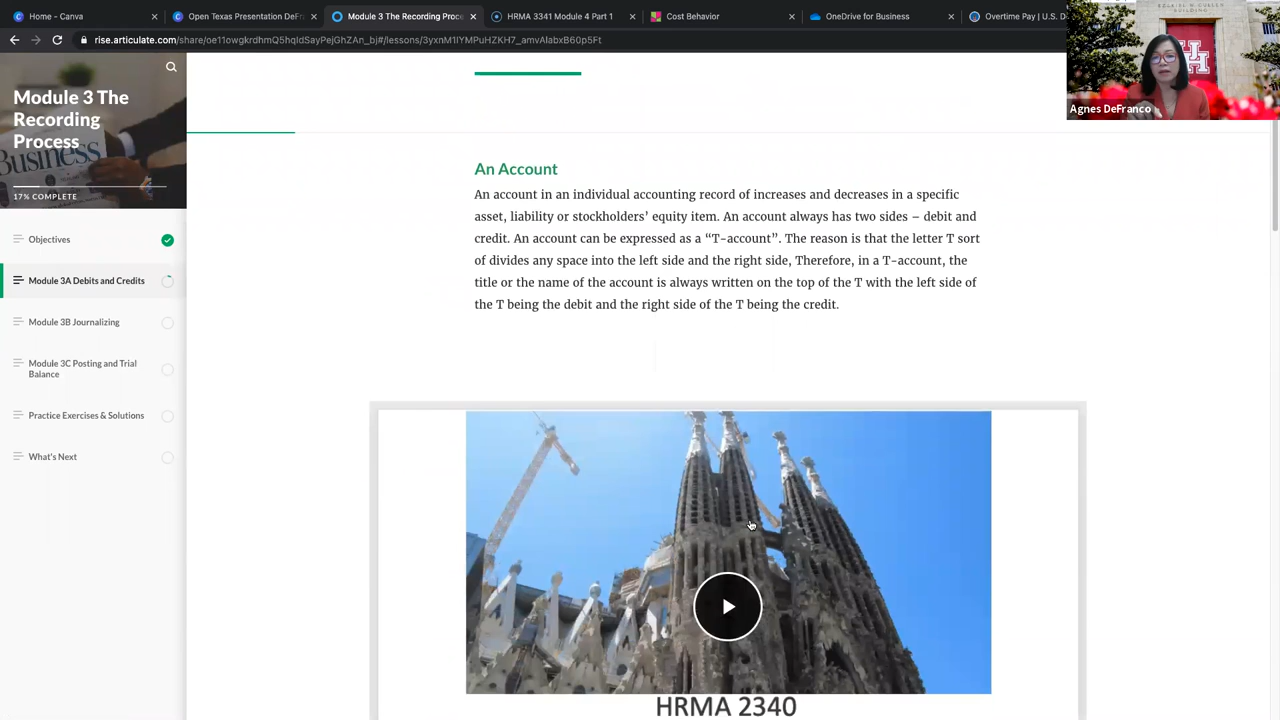 Home - Canva
Open Texas Presentation DeFr
Module 3 The Recording Proce
HRMA 3341 Module 4 Part 1
Cost Behavior
OneDrive for Business
Overtime Pay | U.S. D
rise.articulate.com/share/
Module 3 The
Recording
Process
Business
17% COMPLETE
Objectives
Module 3A Debits and Credits
Module 3B Journalizing
Module 3C Posting and Trial
Balance
Practice Exercises & Solutions
What's Next
Agnes DeFranco
An Account
An account in an individual accounting record of increases and decreases in a specific
asset, liability or stockholders’ equity item. An account always has two sides – debit and
credit. An account can be expressed as a “T-account”. The reason is that the letter T sort
of divides any space into the left side and the right side, Therefore, in a T-account, the
title or the name of the account is always written on the top of the T with the left side of
the T being the debit and the right side of the T being the credit.
HRMA 2340